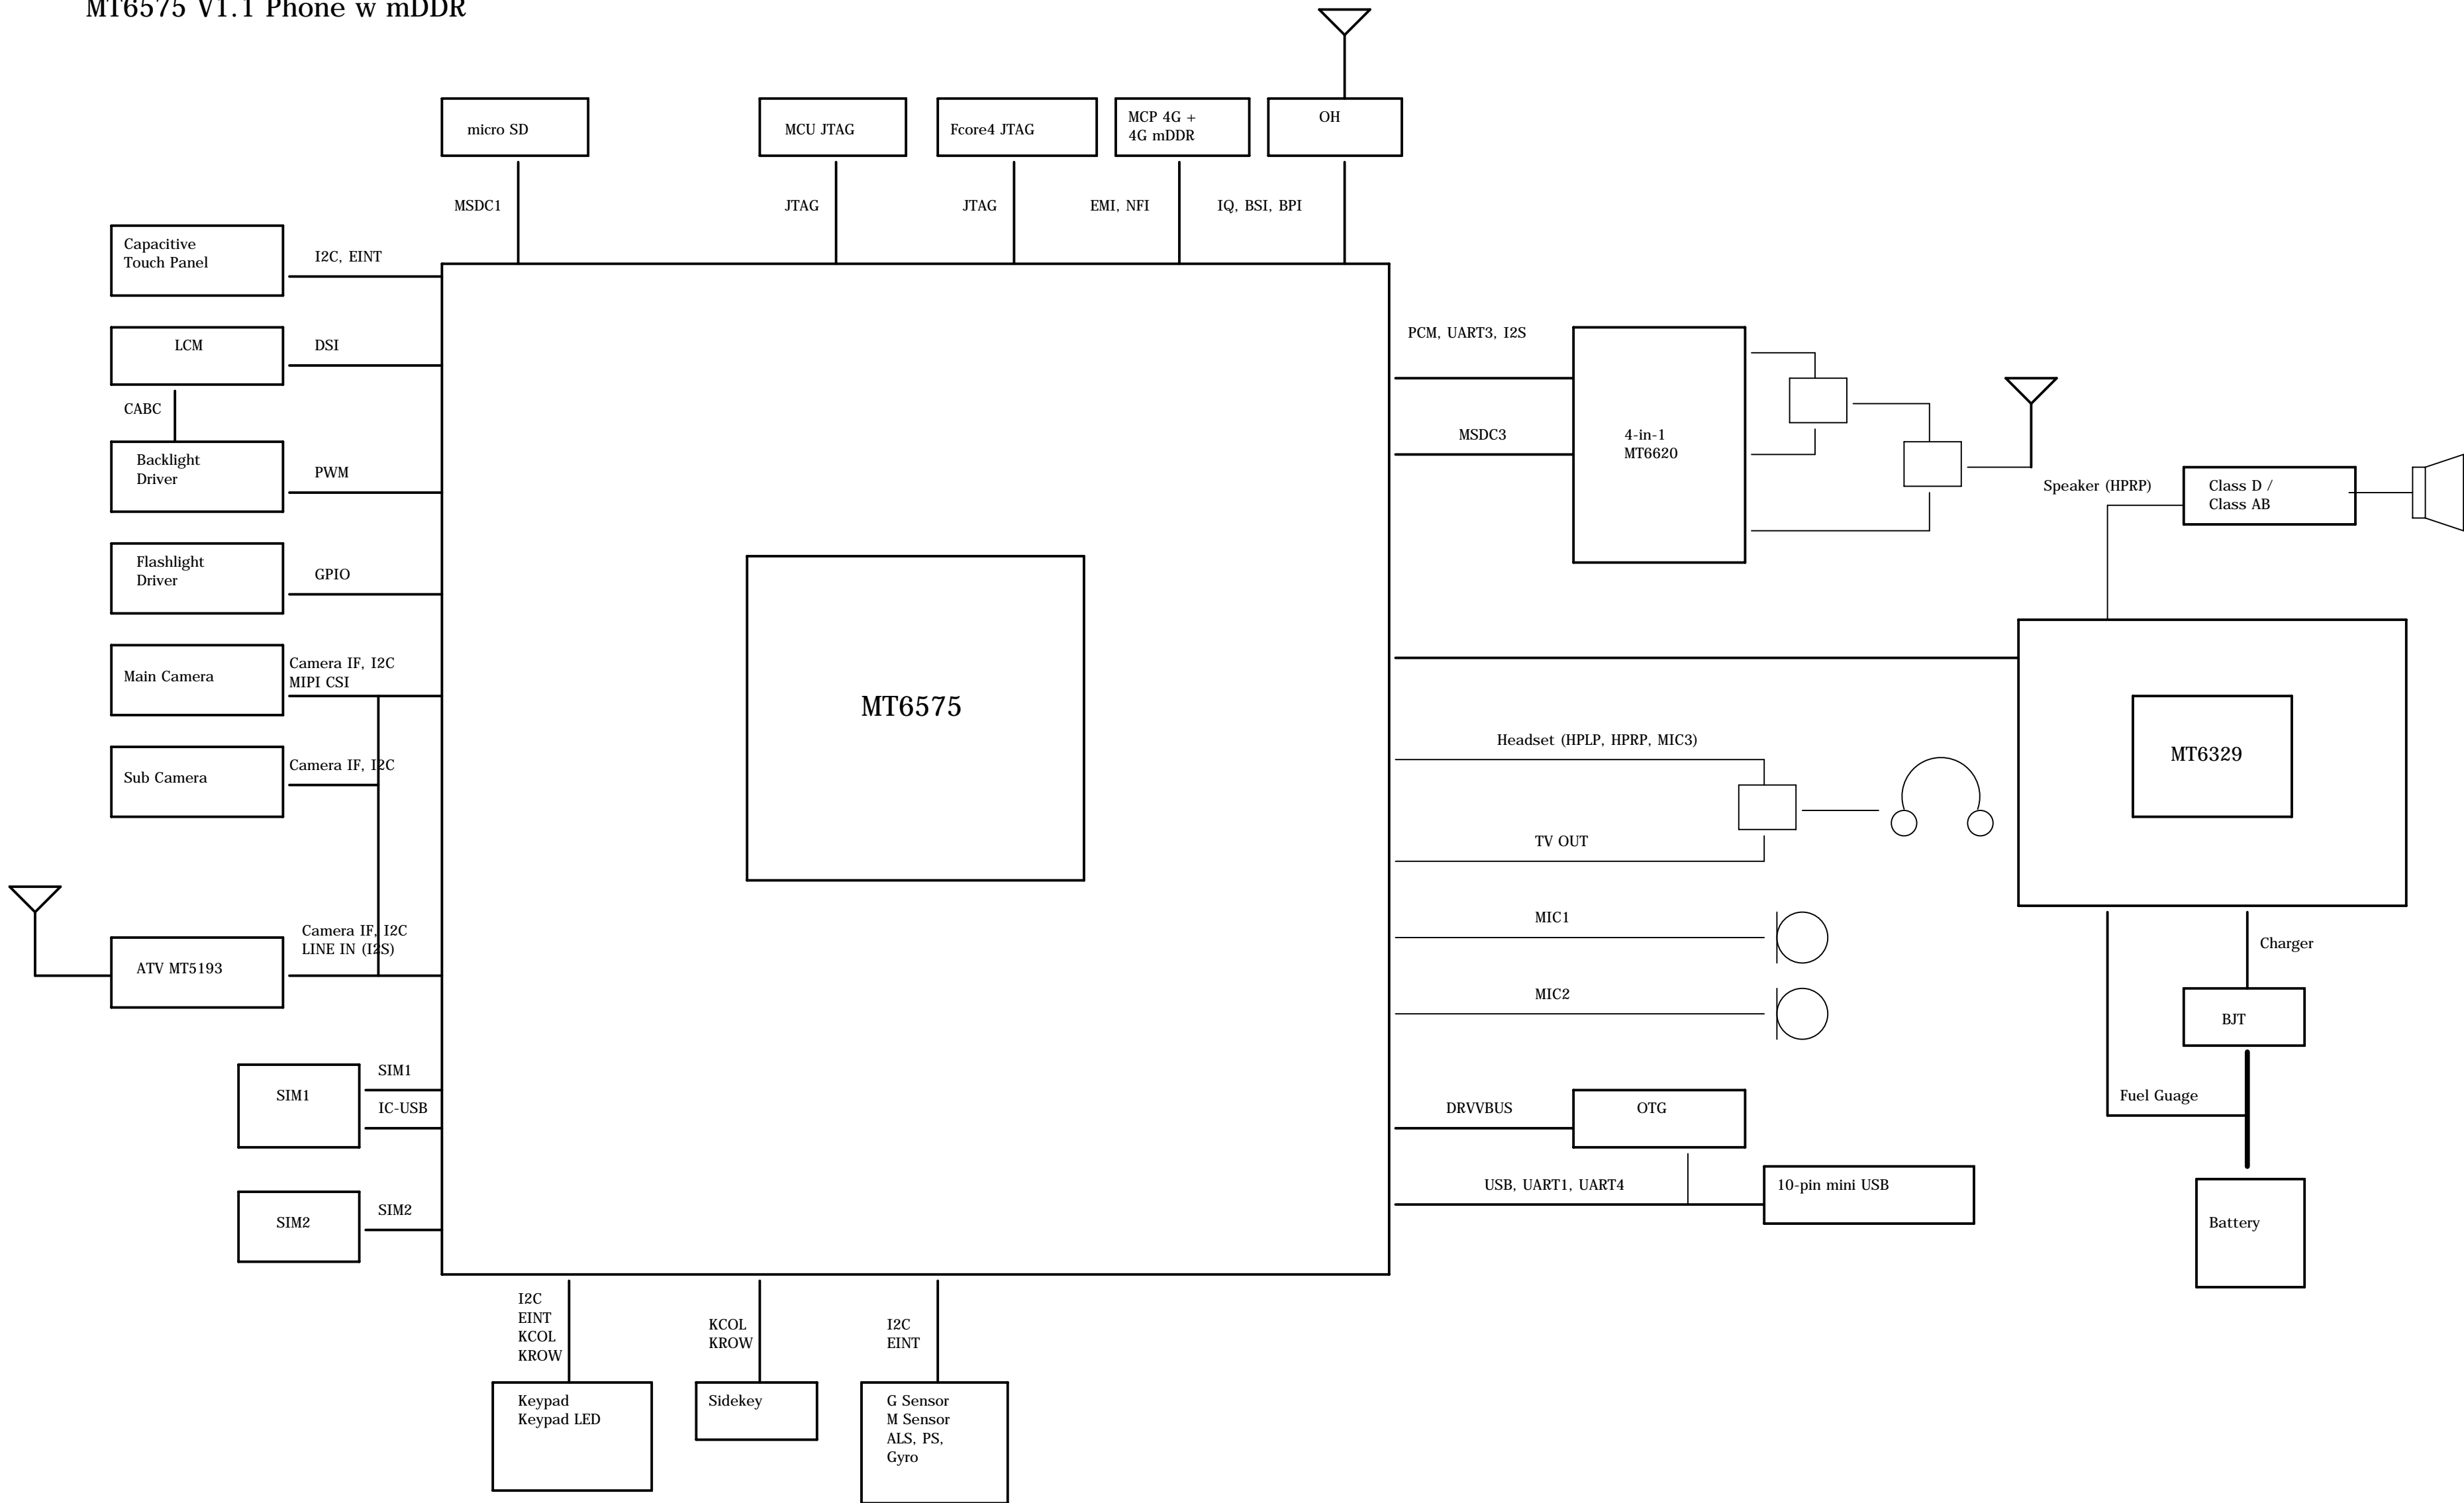 MT6575 V1.1 Phone w mDDR
micro SD
MCU JTAG
Fcore4 JTAG
MCP 4G +
4G mDDR
OH
MSDC1
JTAG
JTAG
EMI, NFI
IQ, BSI, BPI
Capacitive
Touch Panel
I2C, EINT
LCM
DSI
CABC
Backlight
Driver
PWM
Flashlight
Driver
GPIO
Main Camera
Camera IF, I2C
MIPI CSI
Sub Camera
Camera IF, I2C
ATV MT5193
Camera IF, I2C
LINE IN (I2S)
SIM1
SIM1
IC-USB
SIM2
SIM2
MT6575
PCM, UART3, I2S
MSDC3
4-in-1
MT6620
Speaker (HPRP)
Class D /
Class AB
MT6329
Headset (HPLP, HPRP, MIC3)
TV OUT
MIC1
MIC2
Charger
BJT
Fuel Guage
Battery
DRVVBUS
OTG
USB, UART1, UART4
10-pin mini USB
I2C
EINT
KCOL
KROW
KCOL
KROW
I2C
EINT
Keypad
Keypad LED
Sidekey
G Sensor
M Sensor
ALS, PS,
Gyro